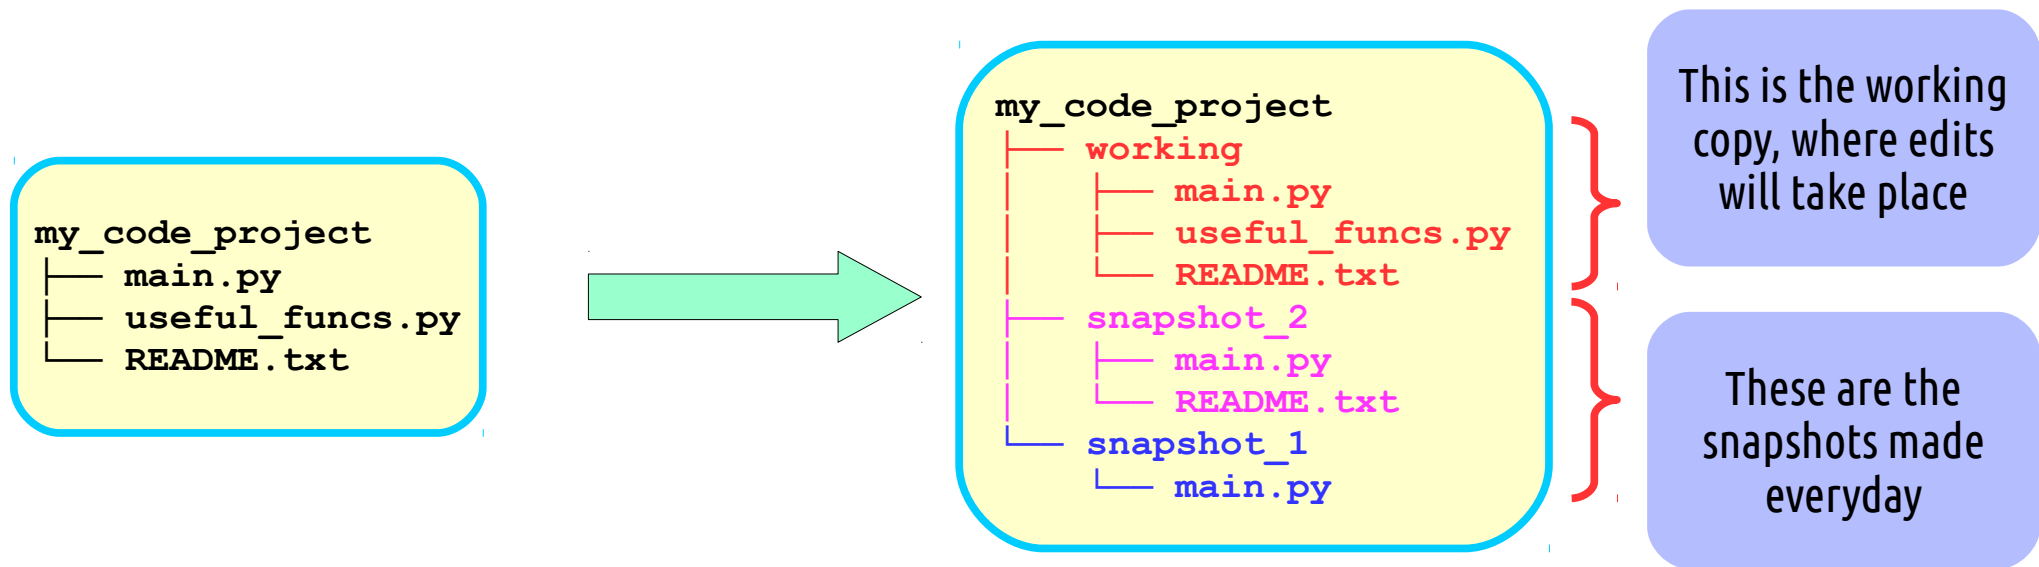 my_code_project
├── main.py
├── useful_funcs.py
└── README.txt
my_code_project
├── working
│   ├── main.py
│   ├── useful_funcs.py
│   └── README.txt
├── snapshot_2
│   ├── main.py
│   └── README.txt
└── snapshot_1
    └── main.py
This is the working
copy, where edits
will take place
These are the
snapshots made
everyday